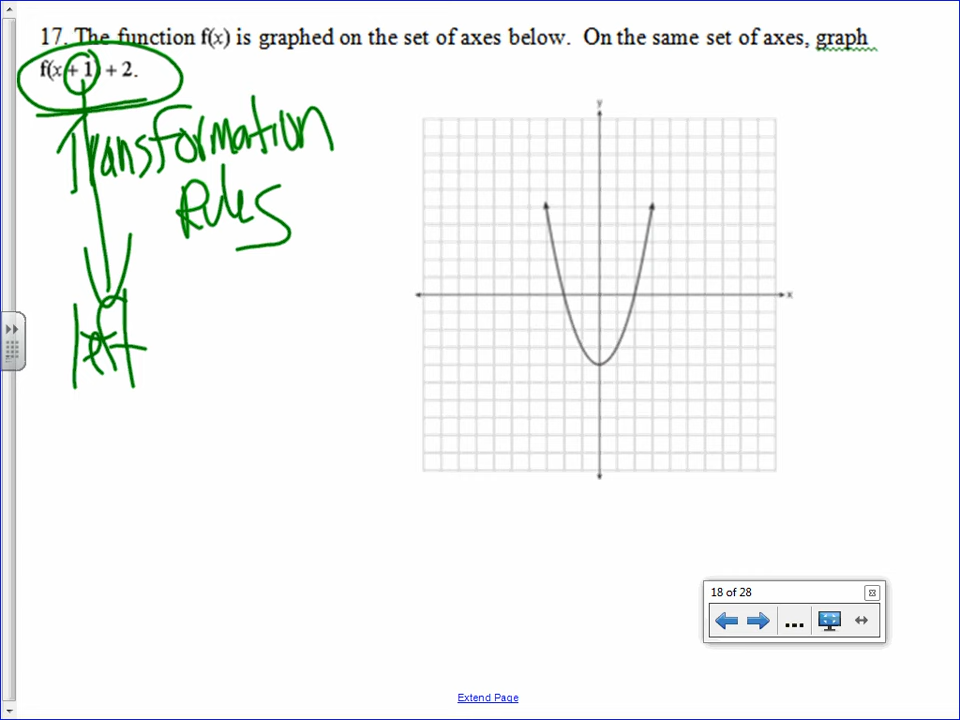 17. The function f(x) is graphed on the set of axes below. On the same set of axes, graph
f(x + 1) + 2.
Transformation
Rules
left
y
x
18 of 28
...
Extend Page